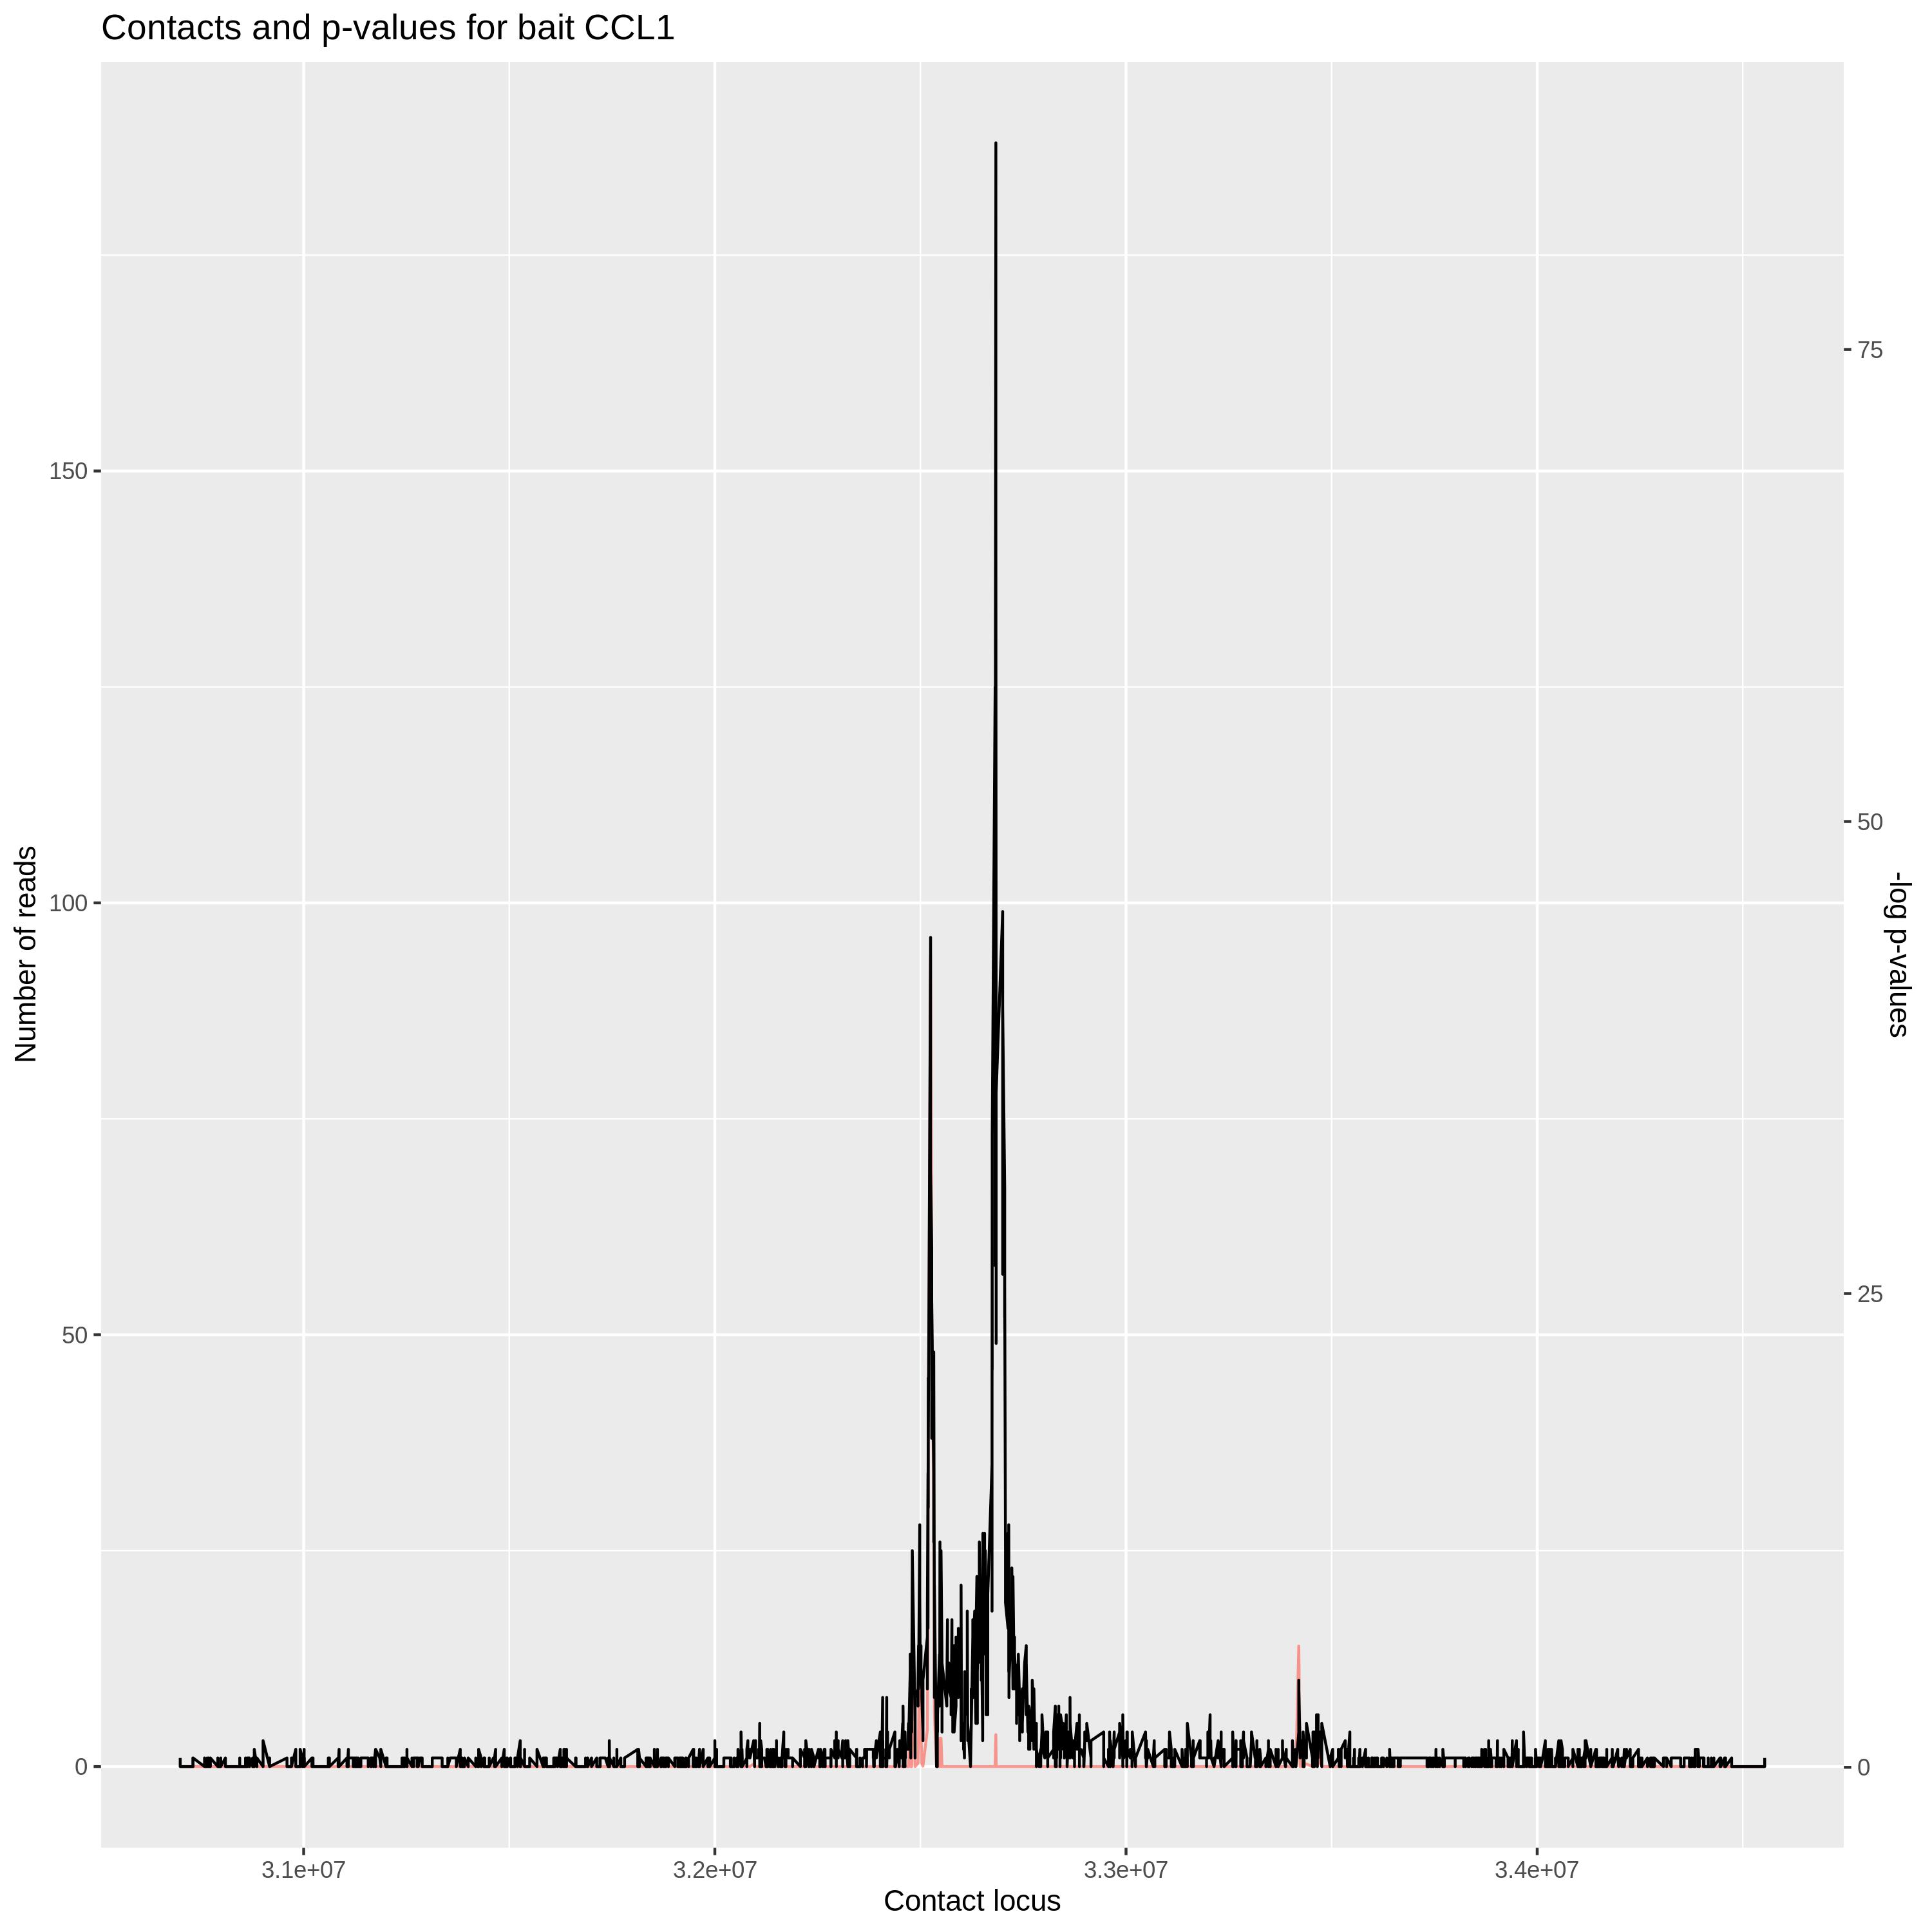 Contacts and p-values for bait CCL1
Number of reads
150
100
50
0
75
50
25
0
-log p-values
3.1e+07
3.2e+07
3.3e+07
3.4e+07
Contact locus